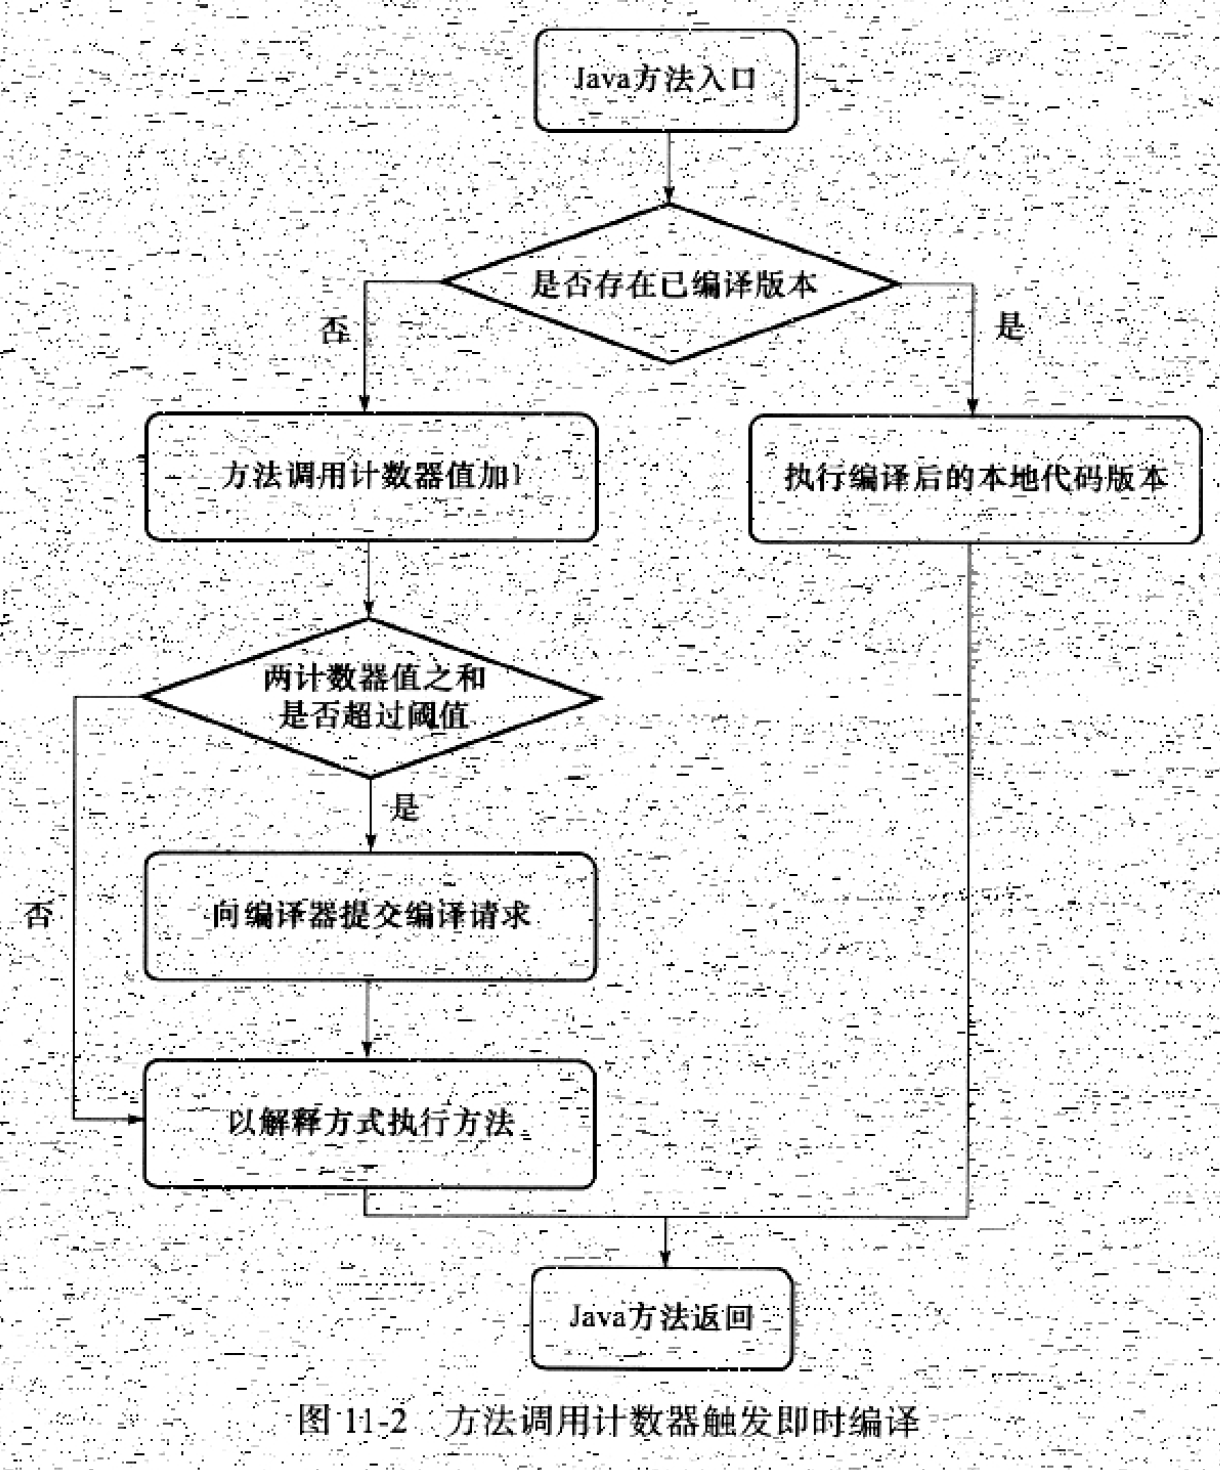 Java方法入口
是否存在已编译版本
否
是
方法调用计数器值加1
执行编译后的本地代码版本
两计数器值之和
是否超过阈值
是
否
向编译器提交编译请求
以解释方式执行方法
Java方法返回
图 11-2 方法调用计数器触发即时编译